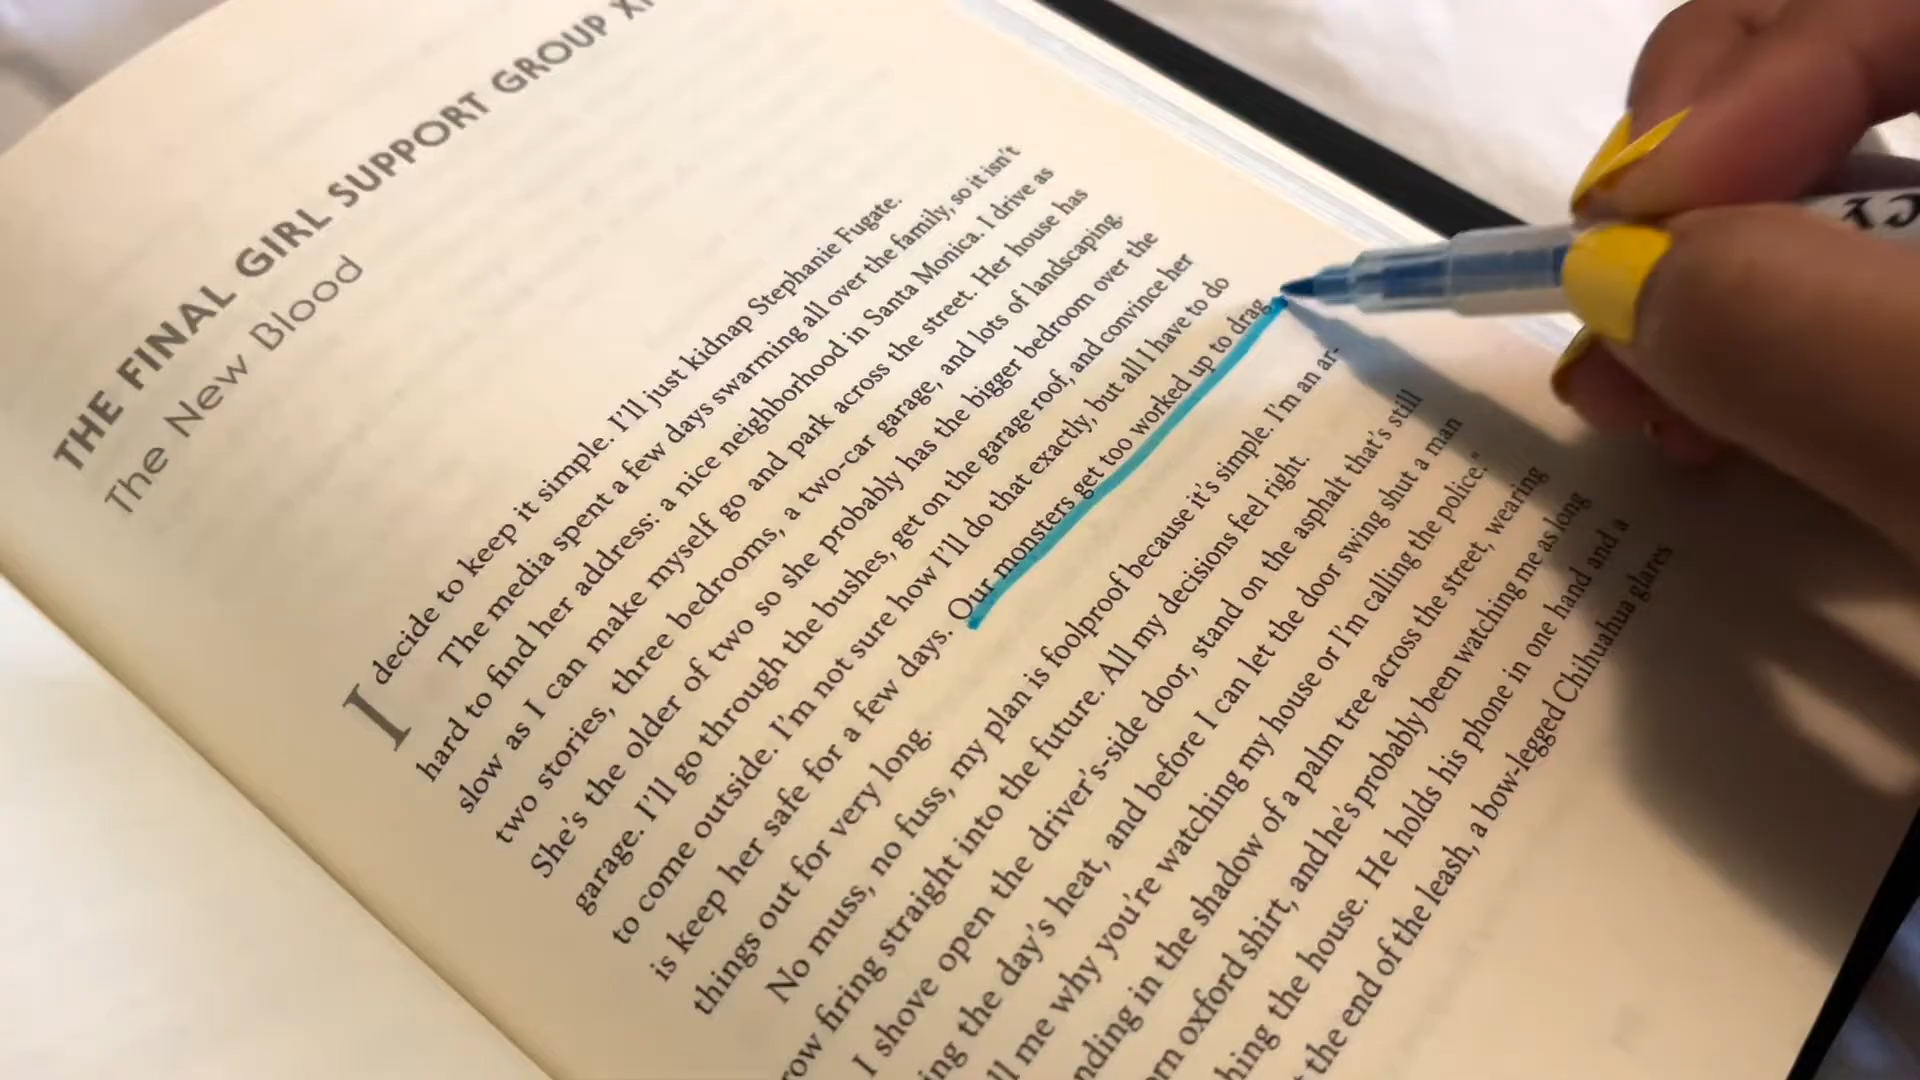 THE FINAL GIRL SUPPORT GROUP
The New Blood
I decide to keep it simple. I'll just kidnap Stephanie Fugate.
The media spent a few days swarming all over the family, so it isn't
hard to find her address: a nice neighborhood in Santa Monica. I drive as
slow as I can make myself go and park across the street. Her house has
two stories, three bedrooms, a two-car garage, and lots of landscaping.
She's the older of two so she probably has the bigger bedroom over the
garage. I'll go through the bushes, get on the garage roof, and convince her
to come outside. I'm not sure how I'll do that exactly, but all I have to do
is keep her safe for a few days. Our monsters get too worked up to drag
things out for very long.
No muss, no fuss, my plan is foolproof because it's simple. I'm an ar-
row firing straight into the future. All my decisions feel right.
I shove open the driver's-side door, stand on the asphalt that's still
ing the day's heat, and before I can let the door swing shut a man
ll me why you're watching my house or I'm calling the police."
nding in the shadow of a palm tree across the street, wearing
rn oxford shirt, and he's probably been watching me as long
hing the house. He holds his phone in one hand and a
the end of the leash, a bow-legged Chihuahua glares